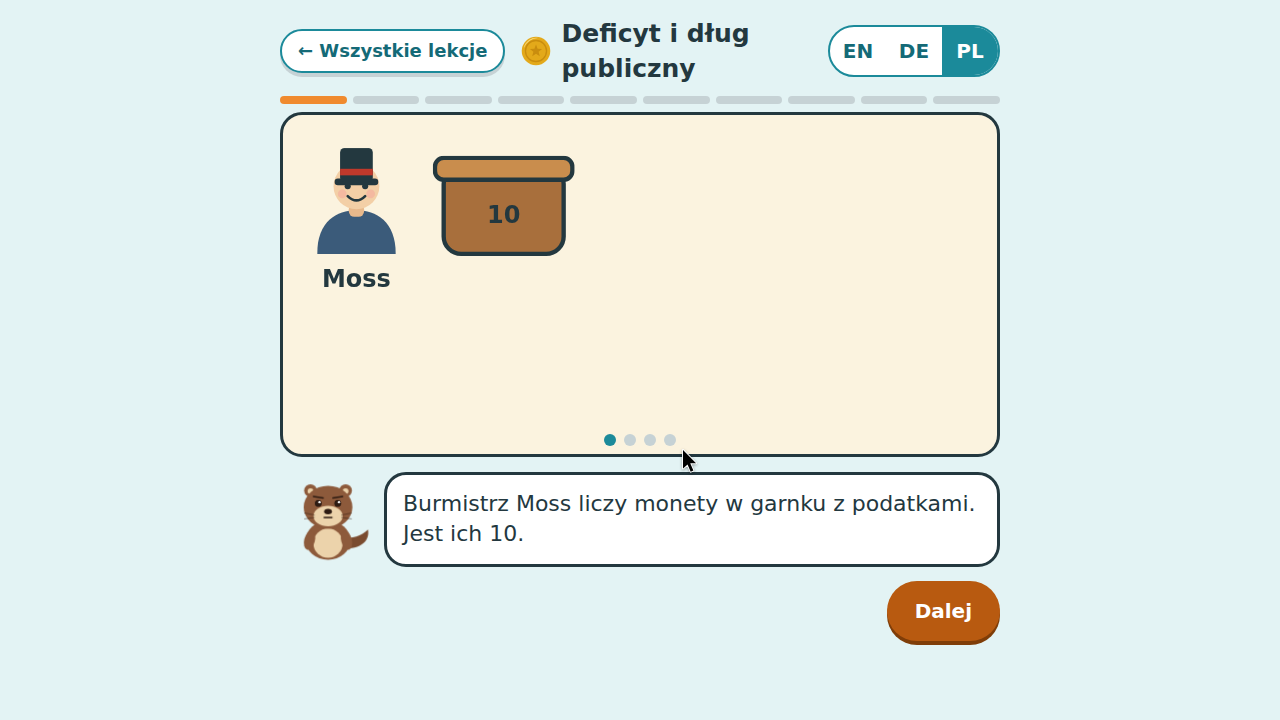 ← Wszystkie lekcje
Deficyt i dług
publiczny
EN DE PL
10
Moss
Burmistrz Moss liczy monety w garnku z podatkami.
Jest ich 10.
Dalej